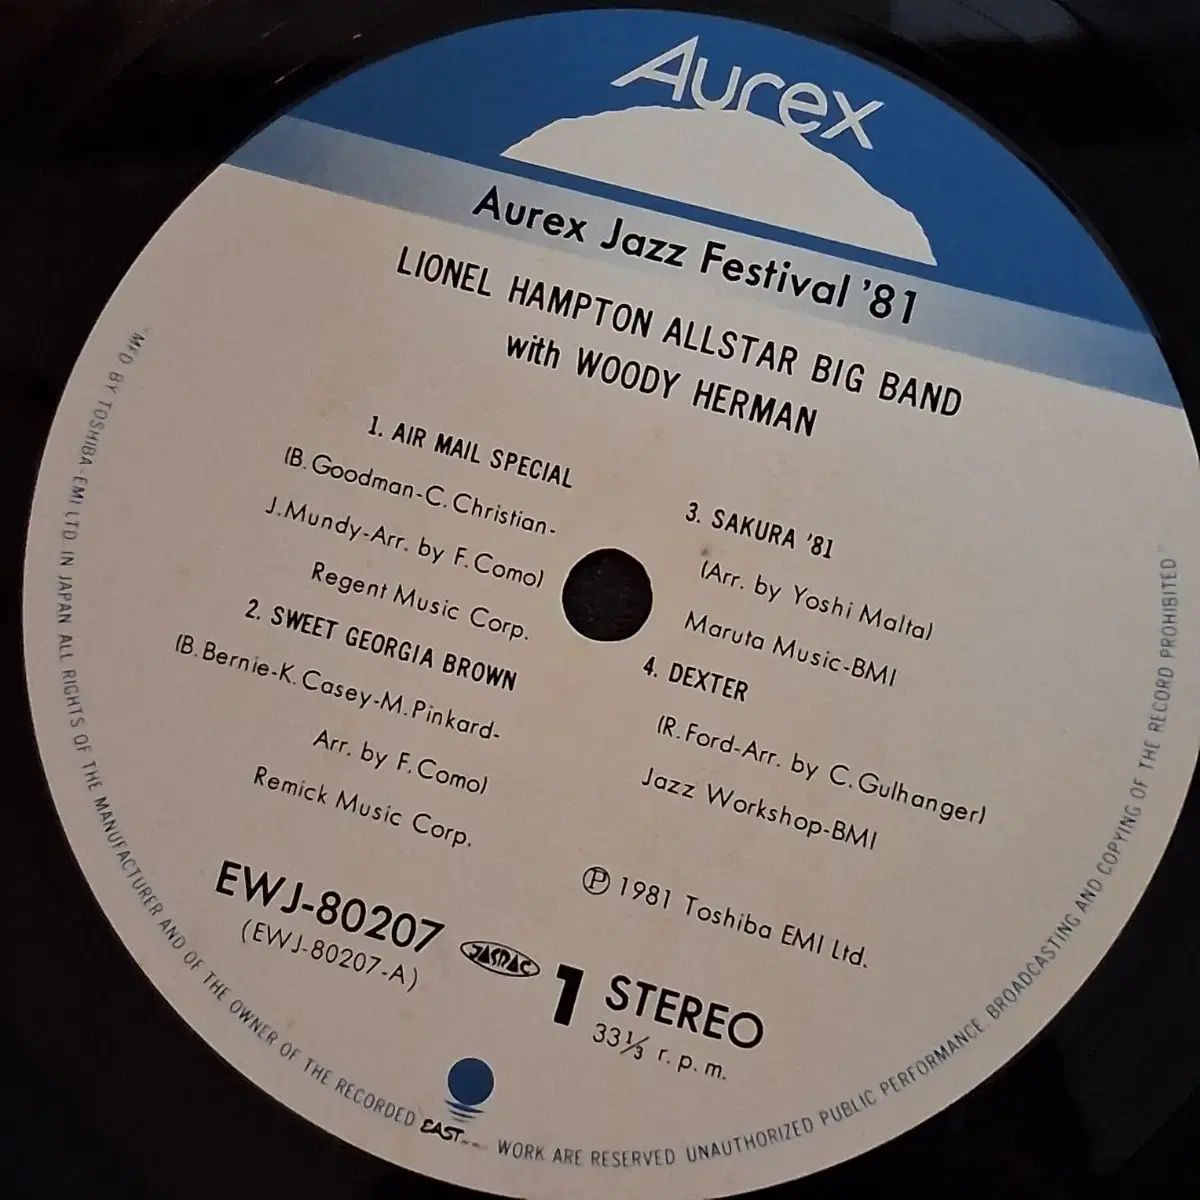 Aurex
Aurex Jazz Festival '81
LIONEL HAMPTON ALLSTAR BIG BAND
with WOODY HERMAN
1. AIR MAIL SPECIAL
(B.Goodman-C.Christian-
J.Mundy-Arr. by F.Como)
Regent Music Corp.
2. SWEET GEORGIA BROWN
(B.Bernie-K.Casey-M.Pinkard-
Arr. by F.Como)
Remick Music Corp.
3. SAKURA '81
(Arr. by Yoshi Malta)
Maruta Music-BMI
4. DEXTER
(R.Ford-Arr. by C.Gulhanger)
Jazz Workshop-BMI
Ⓟ 1981 Toshiba EMI Ltd.
EWJ-80207
(EWJ-80207-A)
JASRAC
1 STEREO
33⅓ r.p.m.
EAST
"MFD BY TOSHIBA-EMI LTD IN JAPAN ALL RIGHTS OF THE MANUFACTURER AND OF THE OWNER OF THE RECORDED WORK ARE RESERVED UNAUTHORIZED PUBLIC PERFORMANCE BROADCASTING AND COPYING OF THE RECORD PROHIBITED"